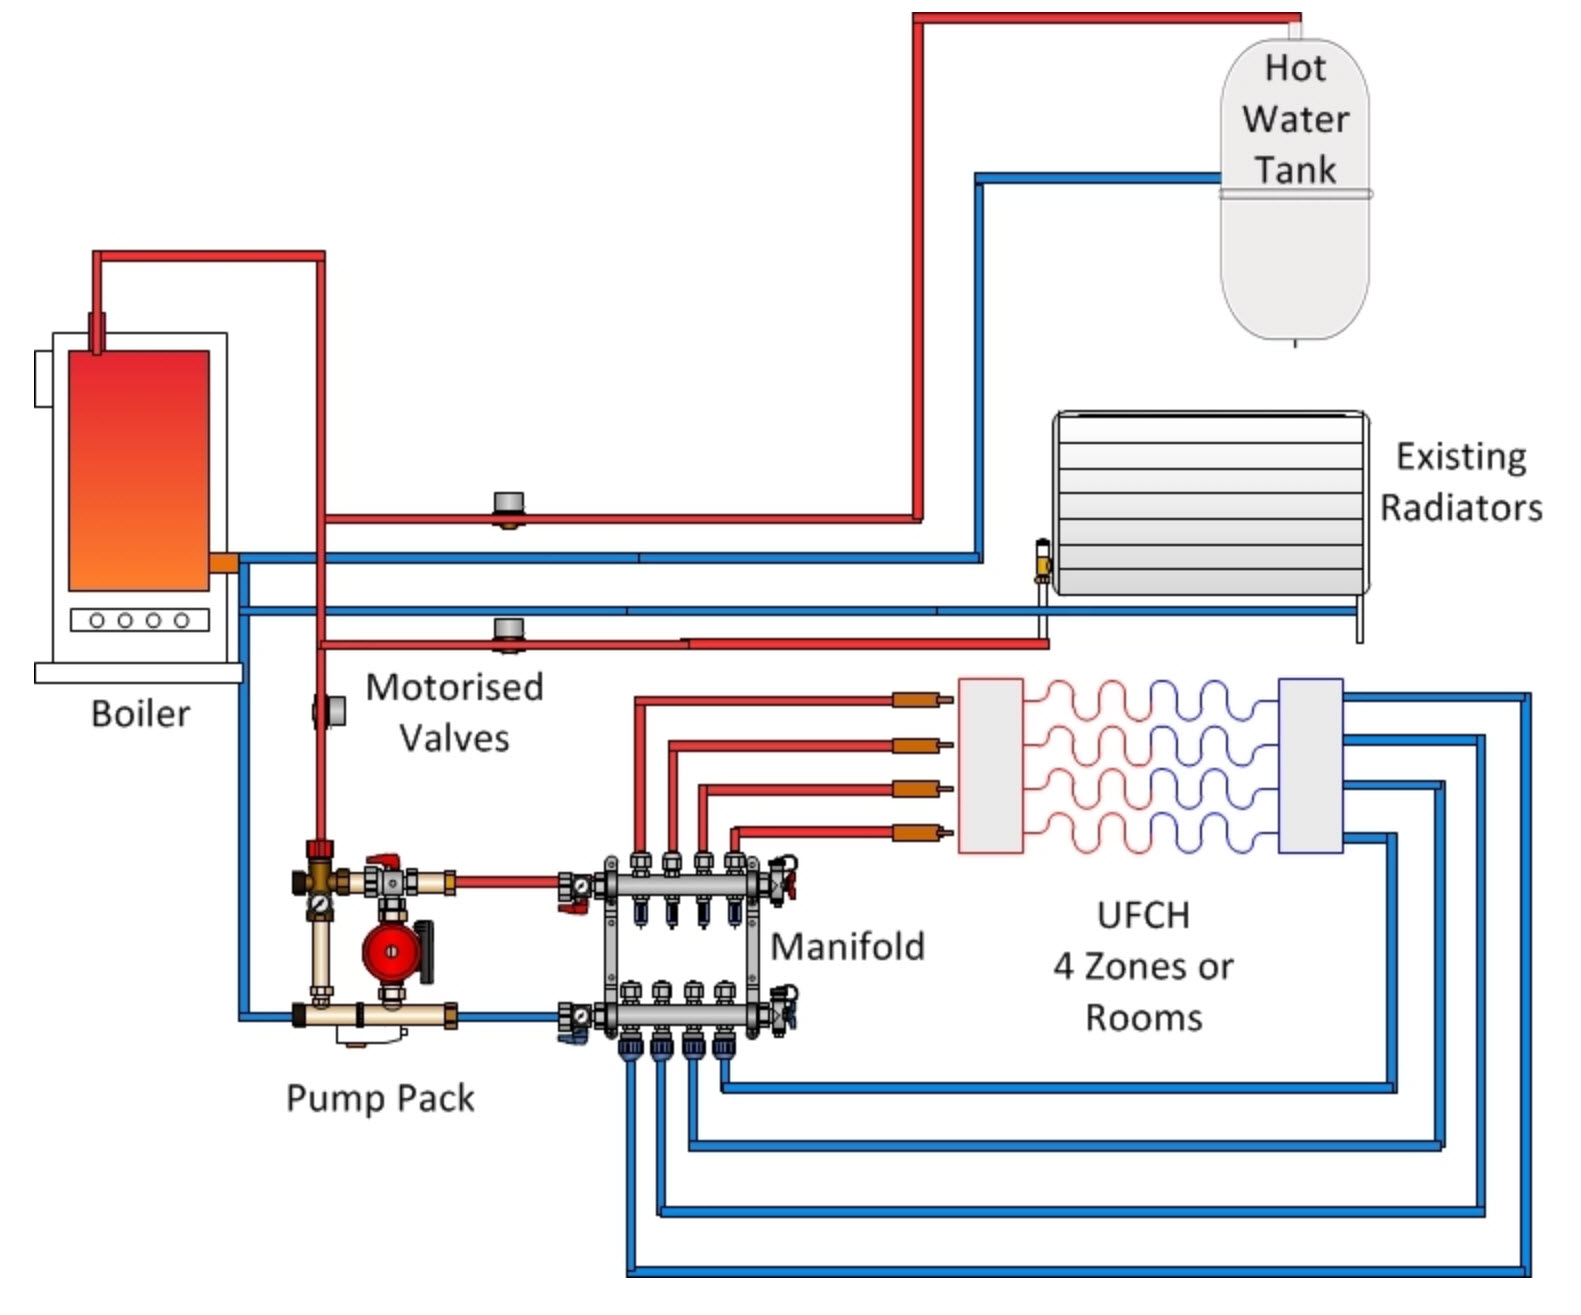 Hot
Water
Tank
Existing
Radiators
Boiler
Motorised
Valves
Manifold
UFCH
4 Zones or
Rooms
Pump Pack